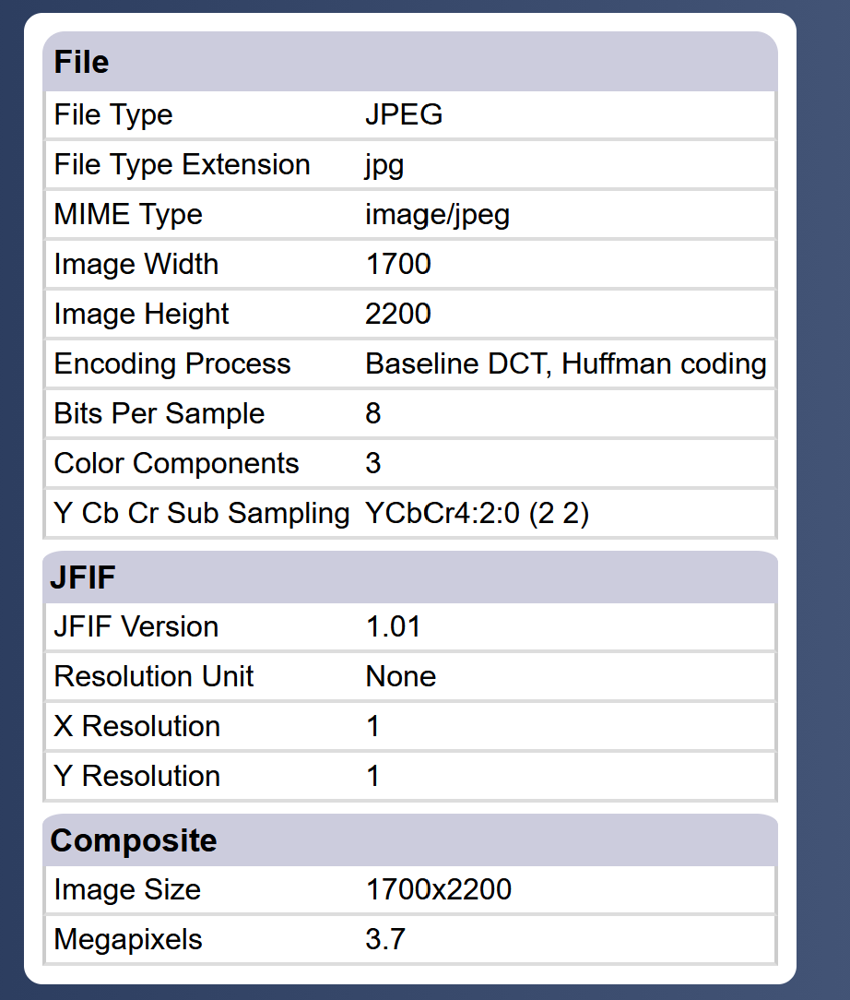 File
File Type JPEG
File Type Extension jpg
MIME Type image/jpeg
Image Width 1700
Image Height 2200
Encoding Process Baseline DCT, Huffman coding
Bits Per Sample 8
Color Components 3
Y Cb Cr Sub Sampling YCbCr4:2:0 (2 2)
JFIF
JFIF Version 1.01
Resolution Unit None
X Resolution 1
Y Resolution 1
Composite
Image Size 1700x2200
Megapixels 3.7